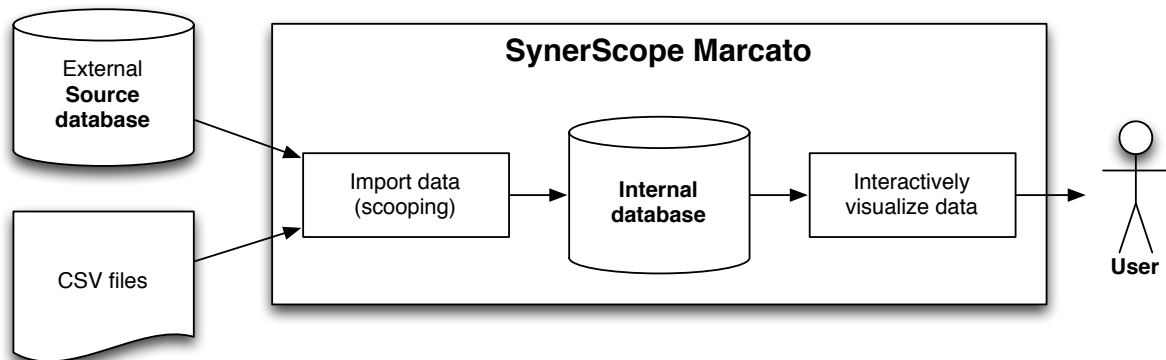 SynerScope Marcato
External
Source
database
Import data
(scooping)
Internal
database
Interactively
visualize data
User
CSV files